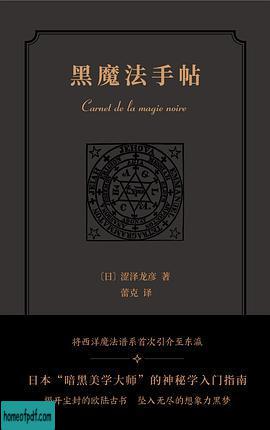 黑魔法手帖
Carnet de la magie noire
［日］澀泽龙彦 著
蕾克 译
将西洋魔法谱系首次引介至东瀛
日本“暗黑美学大师”的神秘学入门指南
掀开尘封的欧陆古书 坠入无尽的想象力黑梦
homeofpdf.com